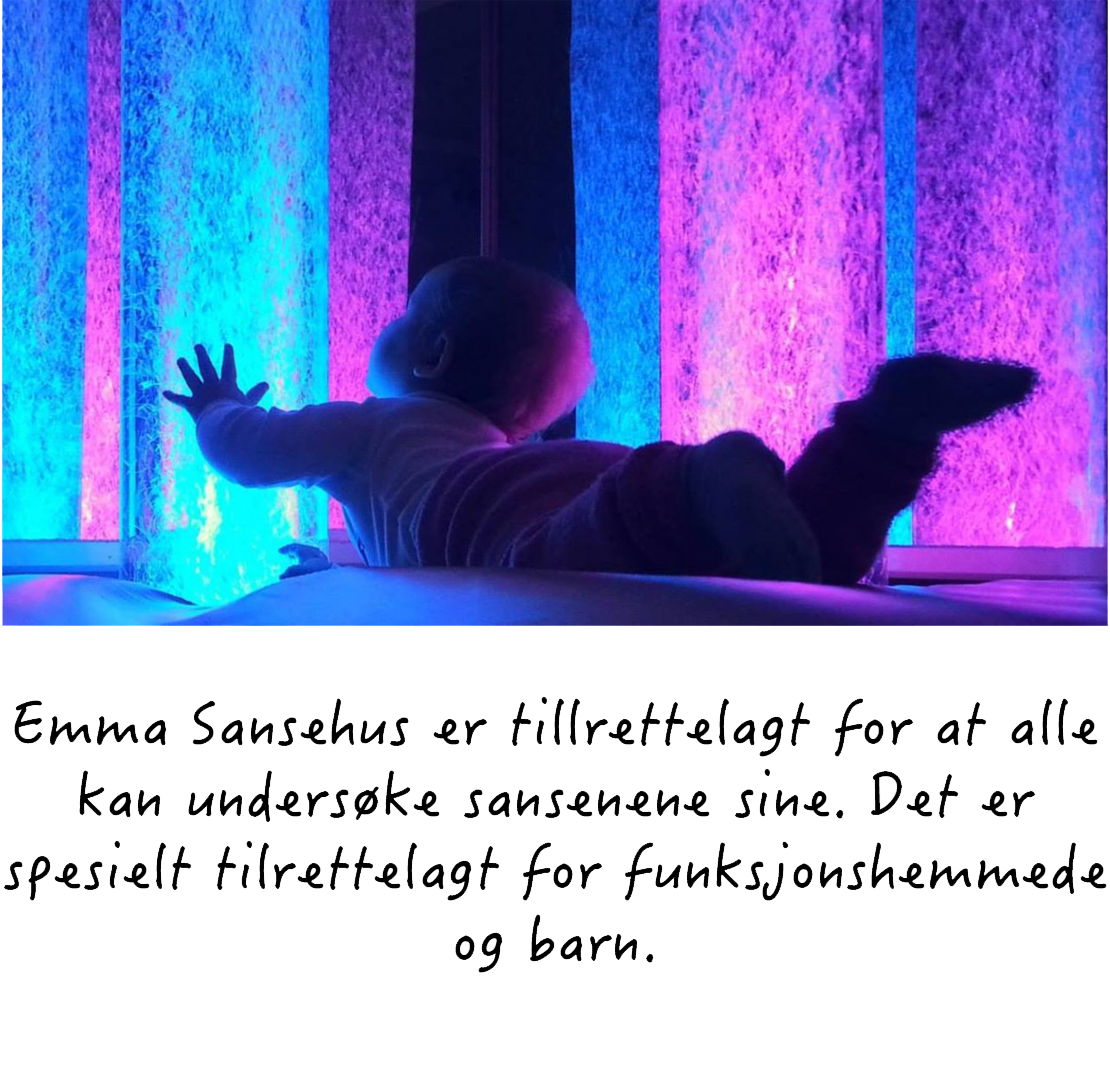 Emma Sansehus er tillrettelagt for at alle
kan undersøke sansenene sine. Det er
spesielt tilrettelagt for funksjonshemmede
og barn.